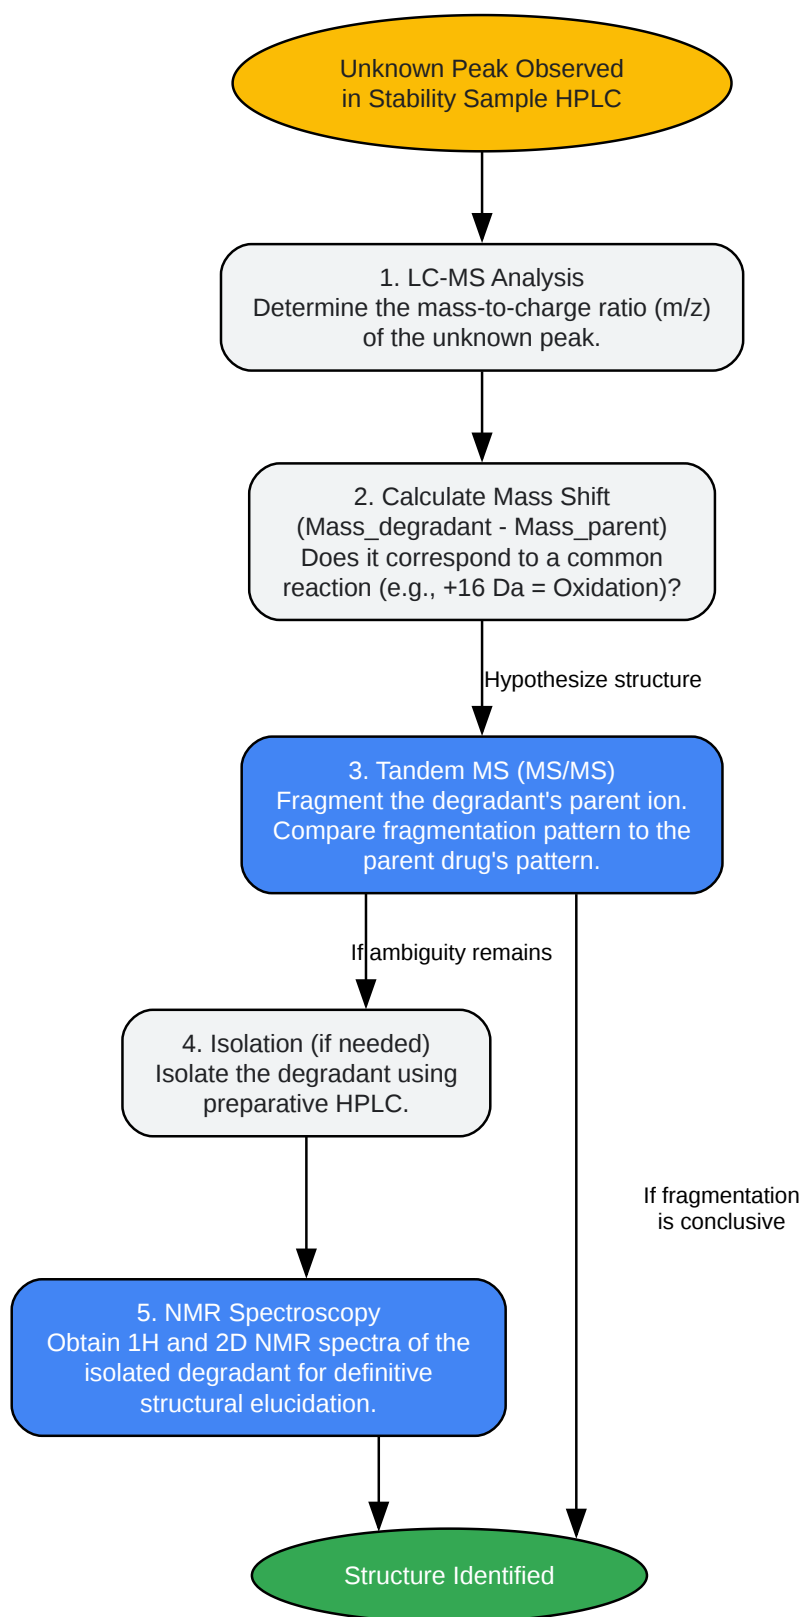 Unknown Peak Observed
in Stability Sample HPLC
1. LC-MS Analysis
Determine the mass-to-charge ratio (m/z)
of the unknown peak.
2. Calculate Mass Shift
(Mass_degradant - Mass_parent)
Does it correspond to a common
reaction (e.g., +16 Da = Oxidation)?
Hypothesize structure
3. Tandem MS (MS/MS)
Fragment the degradant's parent ion.
Compare fragmentation pattern to the
parent drug's pattern.
If ambiguity remains
4. Isolation (if needed)
Isolate the degradant using
preparative HPLC.
If fragmentation
is conclusive
5. NMR Spectroscopy
Obtain 1H and 2D NMR spectra of the
isolated degradant for definitive
structural elucidation.
Structure Identified